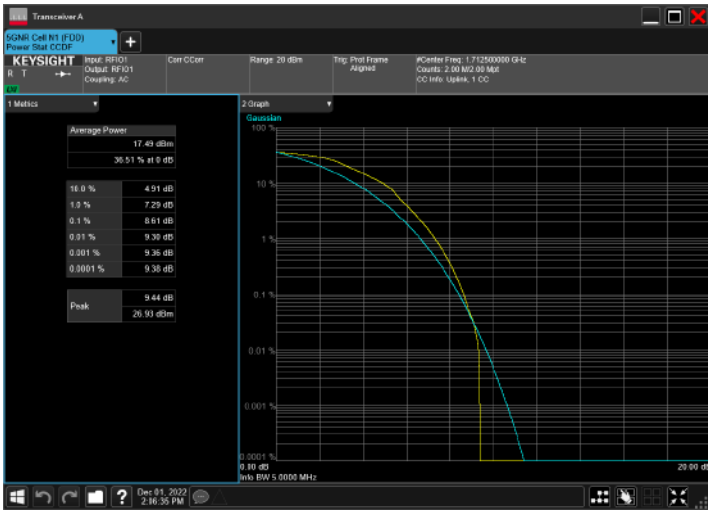 Transceiver A
5GNR Cell N1 (FDD)
Power Stat CCDF
KEYSIGHT
R T
Input: RFIO1
Output: RFIO1
Coupling: AC
Corr CCorr
Range: 20 dBm
Trig: Prot Frame
Aligned
#Center Freq: 1.712500000 GHz
Counts: 2.00 M/2.00 Mpt
CC Info: Uplink, 1 CC
1 Metrics
Average Power
17.49 dBm
36.51 % at 0 dB
10.0 % 4.91 dB
1.0 % 7.29 dB
0.1 % 8.61 dB
0.01 % 9.30 dB
0.001 % 9.36 dB
0.0001 % 9.38 dB
Peak
9.44 dB
26.93 dBm
2 Graph
Gaussian
100 %
10 %
1 %
0.1 %
0.01 %
0.001 %
0.0001 %
0.00 dB
20.00 dB
Info BW 5.0000 MHz
?
Dec 01, 2022
2:16:35 PM